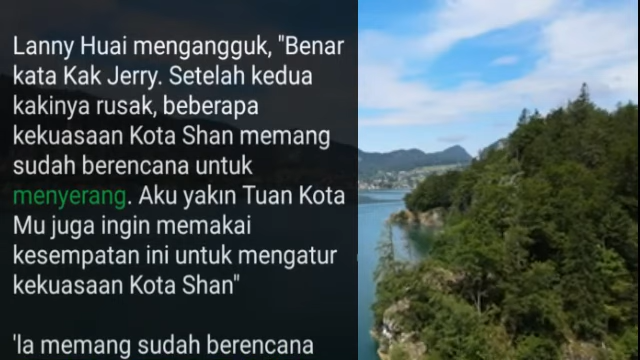 Lanny Huai mengangguk, "Benar
kata Kak Jerry. Setelah kedua
kakinya rusak, beberapa
kekuasaan Kota Shan memang
sudah berencana untuk
menyerang. Aku yakin Tuan Kota
Mu juga ingin memakai
kesempatan ini untuk mengatur
kekuasaan Kota Shan"
'Ia memang sudah berencana